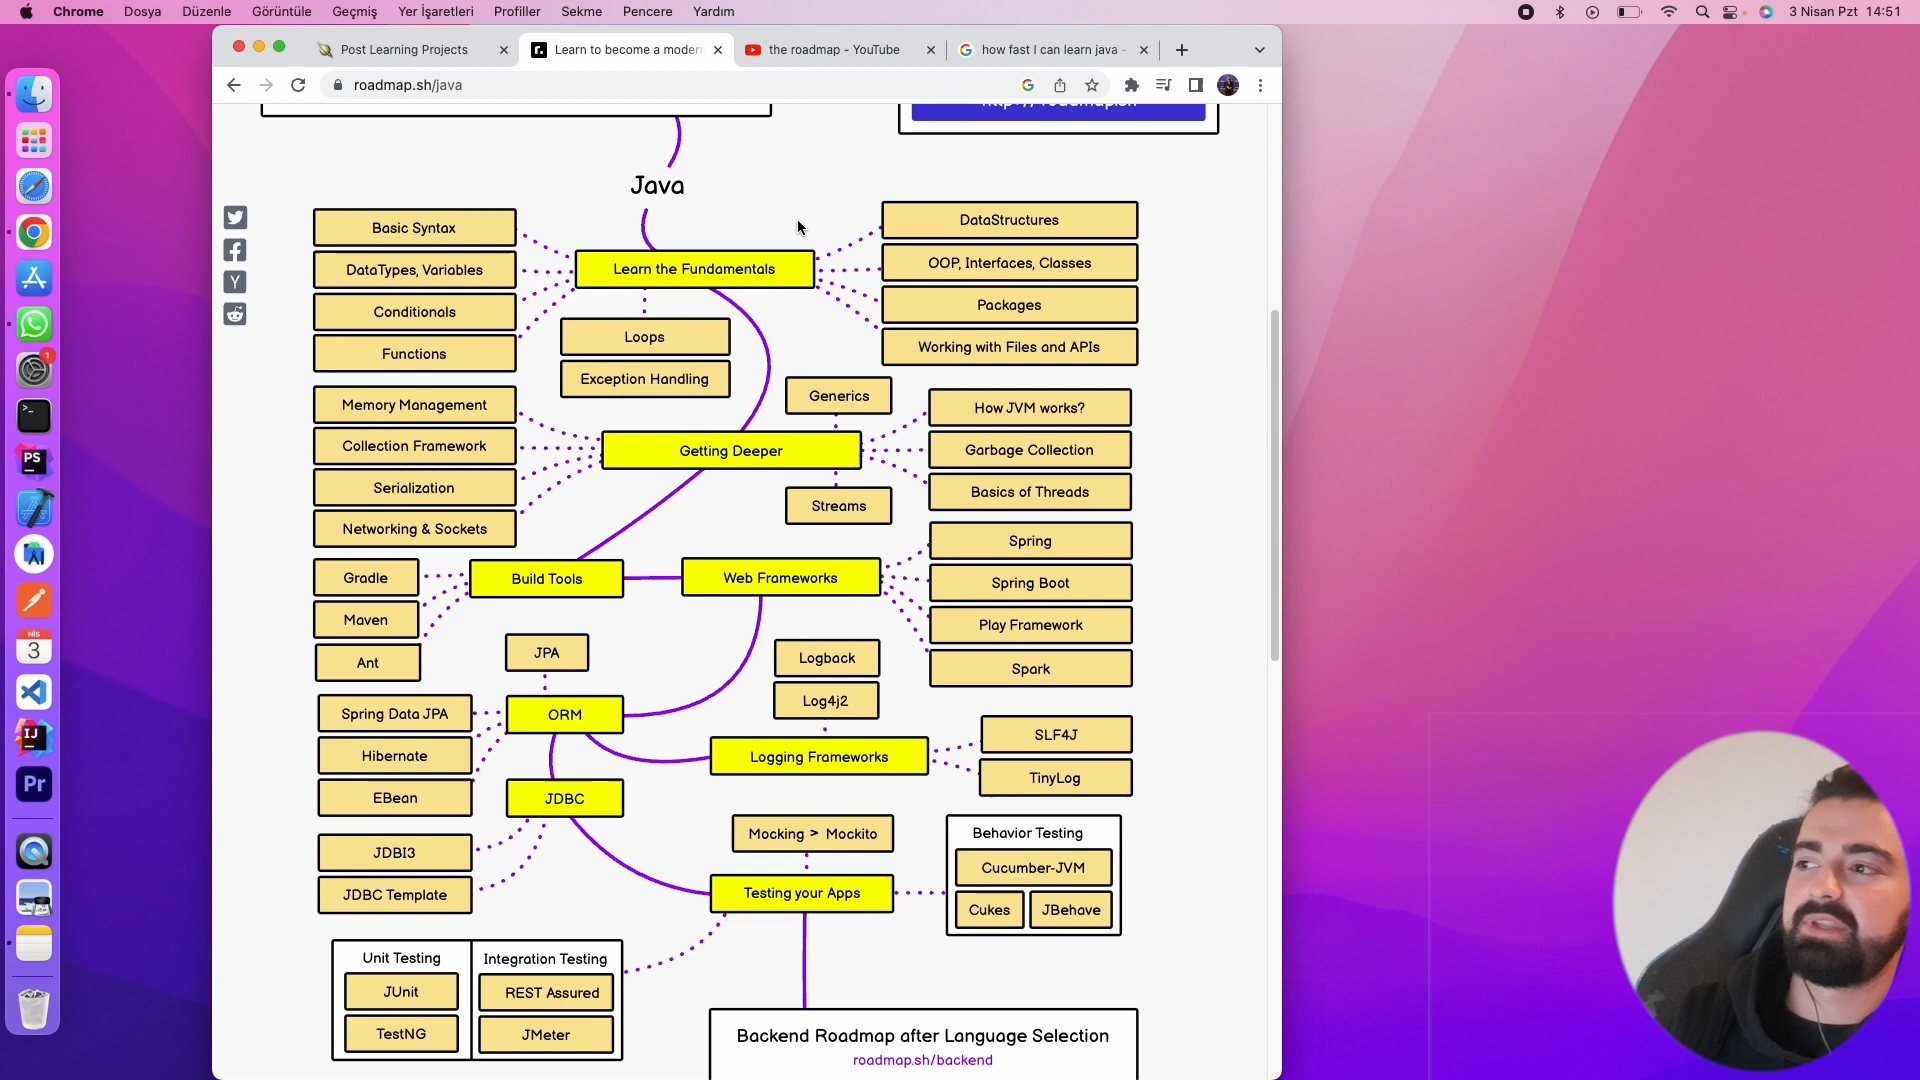 Chrome Dosya Düzenle Görüntüle Geçmiş Yer İşaretleri Profiller Sekme Pencere Yardım
3 Nisan Pzt 14:51
Post Learning Projects
Learn to become a moder
the roadmap - YouTube
how fast I can learn java -
roadmap.sh/java
Java
Basic Syntax
DataTypes, Variables
Conditionals
Functions
Learn the Fundamentals
Loops
Exception Handling
DataStructures
OOP, Interfaces, Classes
Packages
Working with Files and APIs
Memory Management
Collection Framework
Serialization
Networking & Sockets
Getting Deeper
Generics
Streams
How JVM works?
Garbage Collection
Basics of Threads
Gradle
Maven
Ant
Build Tools
Web Frameworks
Spring
Spring Boot
Play Framework
Spark
JPA
ORM
Spring Data JPA
Hibernate
EBean
Logback
Log4j2
Logging Frameworks
SLF4J
TinyLog
JDBC
JDBI3
JDBC Template
Mocking > Mockito
Testing your Apps
Behavior Testing
Cucumber-JVM
Cukes
JBehave
Unit Testing
JUnit
TestNG
Integration Testing
REST Assured
JMeter
Backend Roadmap after Language Selection
roadmap.sh/backend
1
PS
NİS
3
IJ
Pr